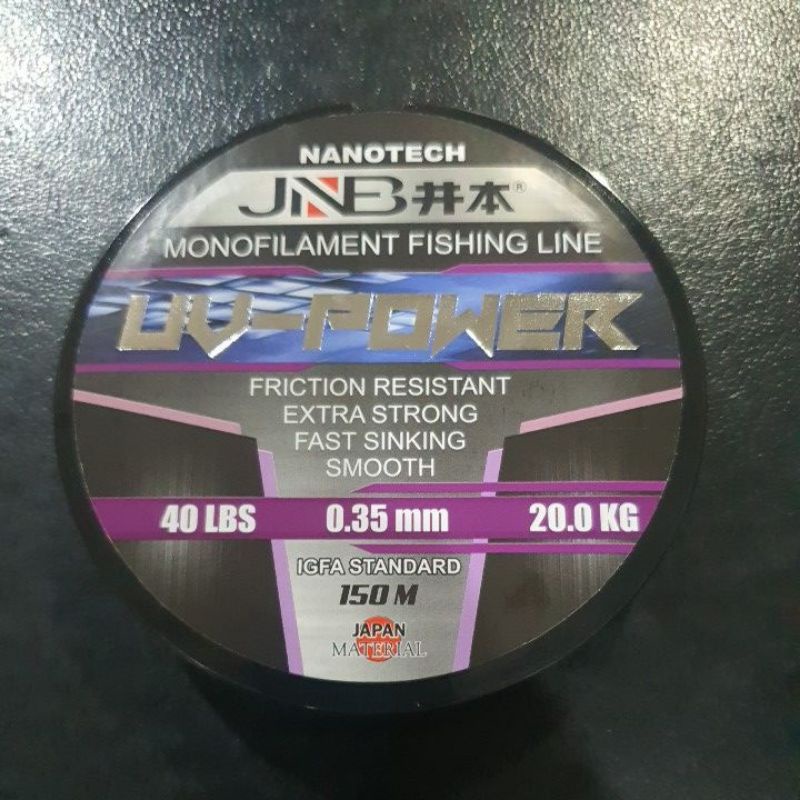 NANOTECH
JNB井本®
MONOFILAMENT FISHING LINE
UV-POWER
FRICTION RESISTANT
EXTRA STRONG
FAST SINKING
SMOOTH
40 LBS 0.35 mm 20.0 KG
IGFA STANDARD
150 M
JAPAN
MATERIAL